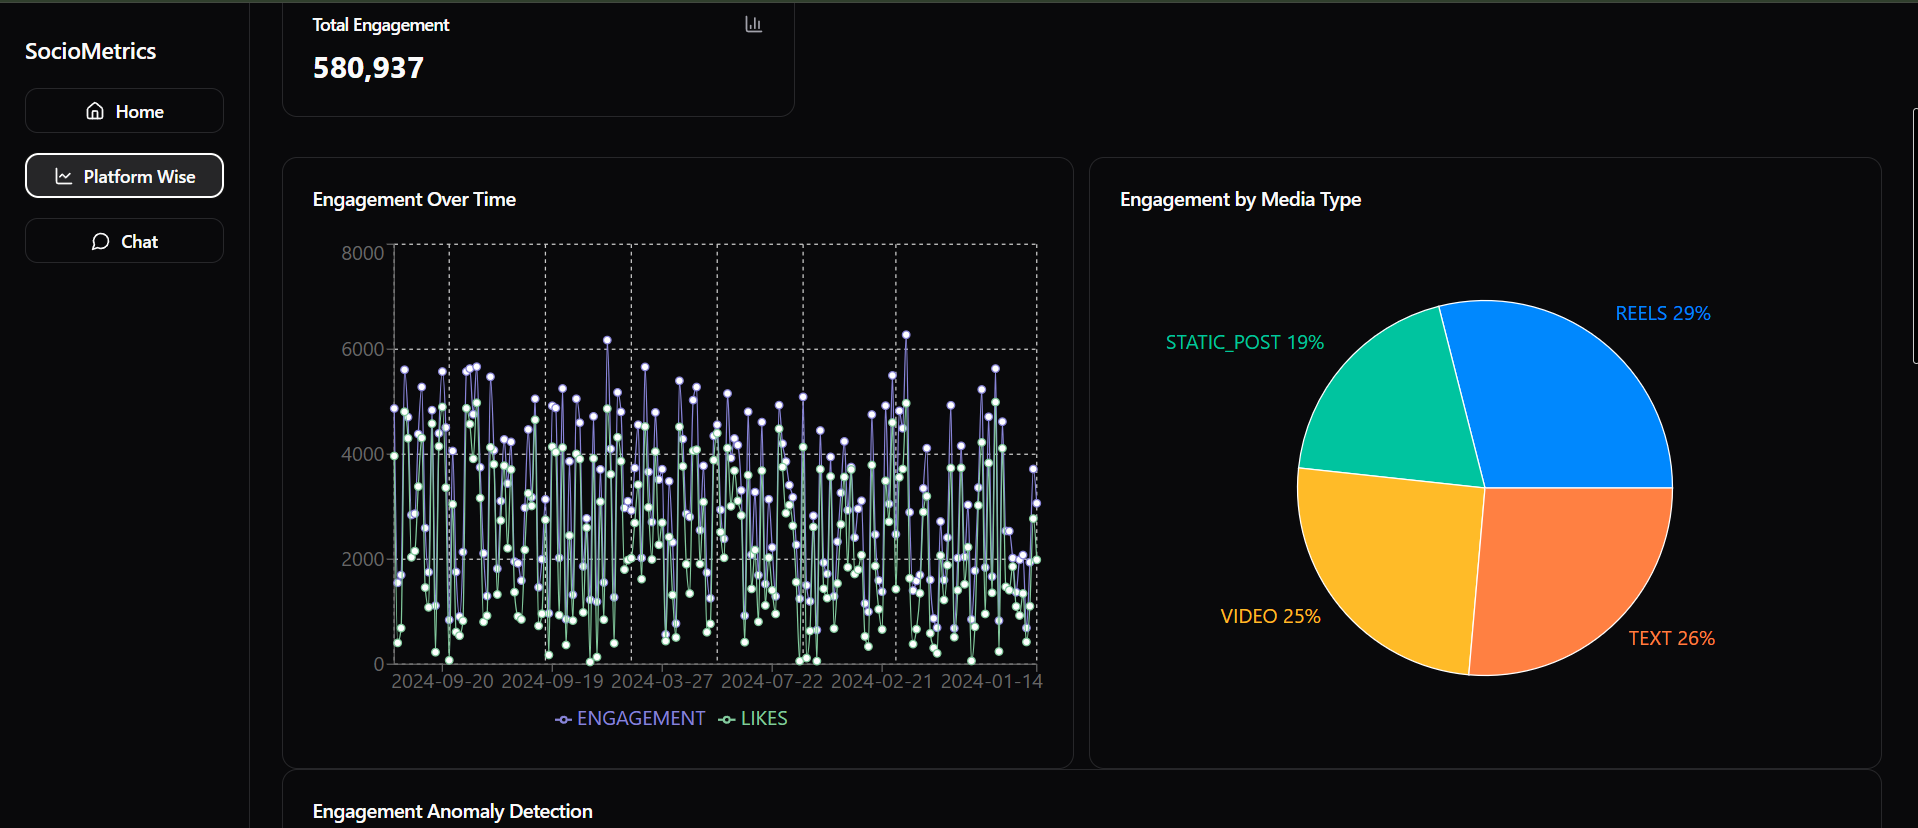 SocioMetrics
Home
Platform Wise
Chat
Total Engagement
580,937
Engagement Over Time
8000
6000
4000
2000
0
2024-09-20 2024-09-19 2024-03-27 2024-07-22 2024-02-21 2024-01-14
ENGAGEMENT LIKES
Engagement by Media Type
REELS 29%
STATIC_POST 19%
VIDEO 25%
TEXT 26%
Engagement Anomaly Detection